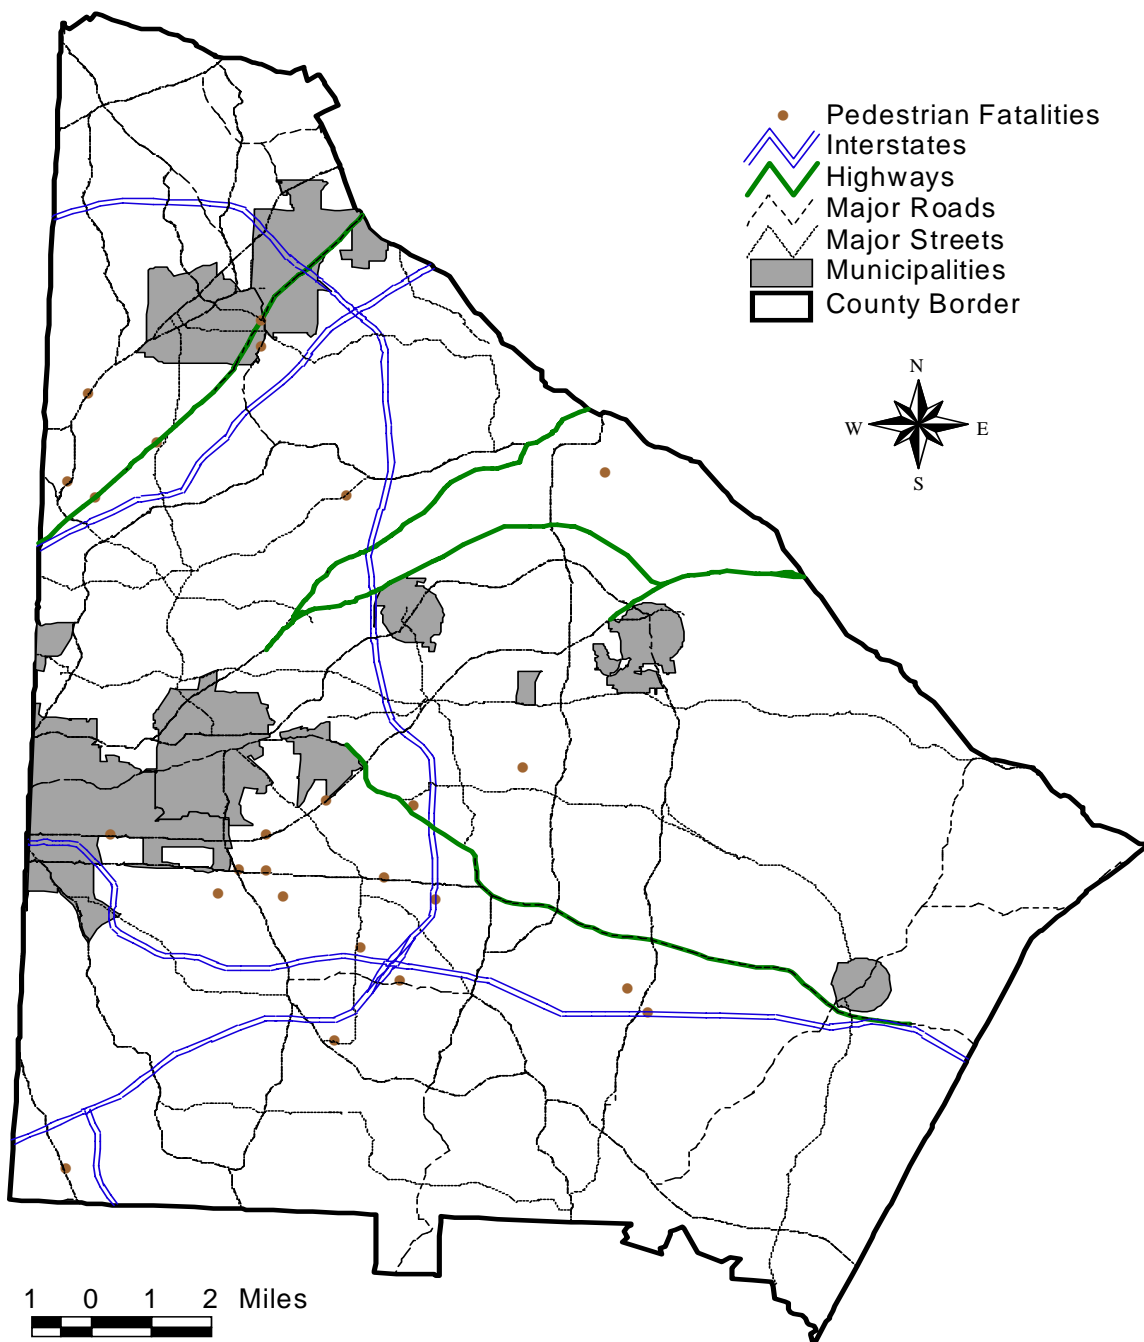 Pedestrian Fatalities
Interstates
Highways
Major Roads
Major Streets
Municipalities
County Border
N
W E
S
1 0 1 2 Miles